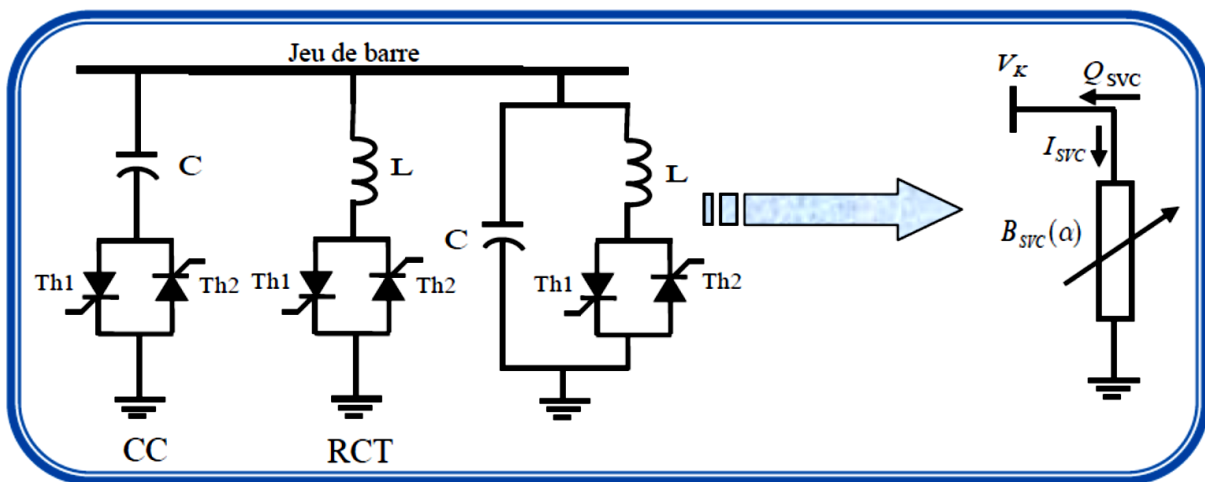 Jeu de barre
C
Th1
Th2
CC
L
Th1
Th2
RCT
C
L
Th1
Th2
V_K
Q_SVC
I_SVC
B_SVC(α)